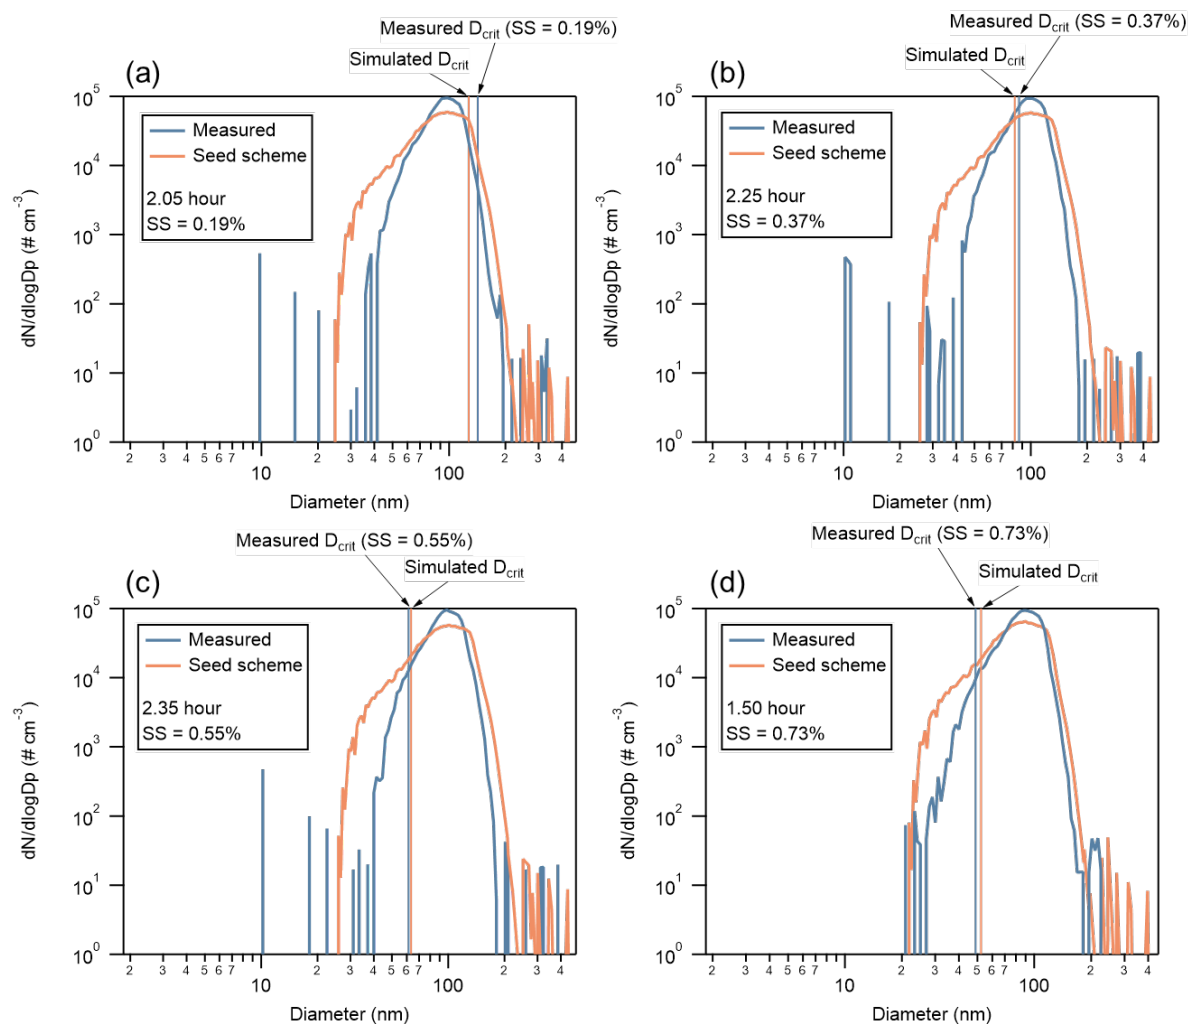 Measured Dcrit (SS = 0.19%)
Simulated Dcrit
(a)
10^5
10^4
10^3
10^2
10^1
10^0
dN/dlogDp (# cm^-3)
Measured
Seed scheme
2.05 hour
SS = 0.19%
2 3 4 5 6 7 10 2 3 4 5 6 7 100 2 3 4
Diameter (nm)
Measured Dcrit (SS = 0.37%)
Simulated Dcrit
(b)
10^5
10^4
10^3
10^2
10^1
10^0
dN/dlogDp (# cm^-3)
Measured
Seed scheme
2.25 hour
SS = 0.37%
2 3 4 5 6 7 10 2 3 4 5 6 7 100 2 3 4
Diameter (nm)
Measured Dcrit (SS = 0.55%)
Simulated Dcrit
(c)
10^5
10^4
10^3
10^2
10^1
10^0
dN/dlogDp (# cm^-3)
Measured
Seed scheme
2.35 hour
SS = 0.55%
2 3 4 5 6 7 10 2 3 4 5 6 7 100 2 3 4
Diameter (nm)
Measured Dcrit (SS = 0.73%)
Simulated Dcrit
(d)
10^5
10^4
10^3
10^2
10^1
10^0
dN/dlogDp (# cm^-3)
Measured
Seed scheme
1.50 hour
SS = 0.73%
2 3 4 5 6 7 10 2 3 4 5 6 7 100 2 3 4
Diameter (nm)